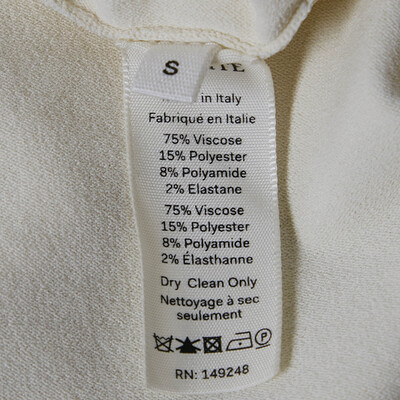 S
in Italy
Fabriqué en Italie
75% Viscose
15% Polyester
8% Polyamide
2% Elastane
75% Viscose
15% Polyester
8% Polyamide
2% Élasthanne
Dry Clean Only
Nettoyage à sec
seulement
P
RN: 149248